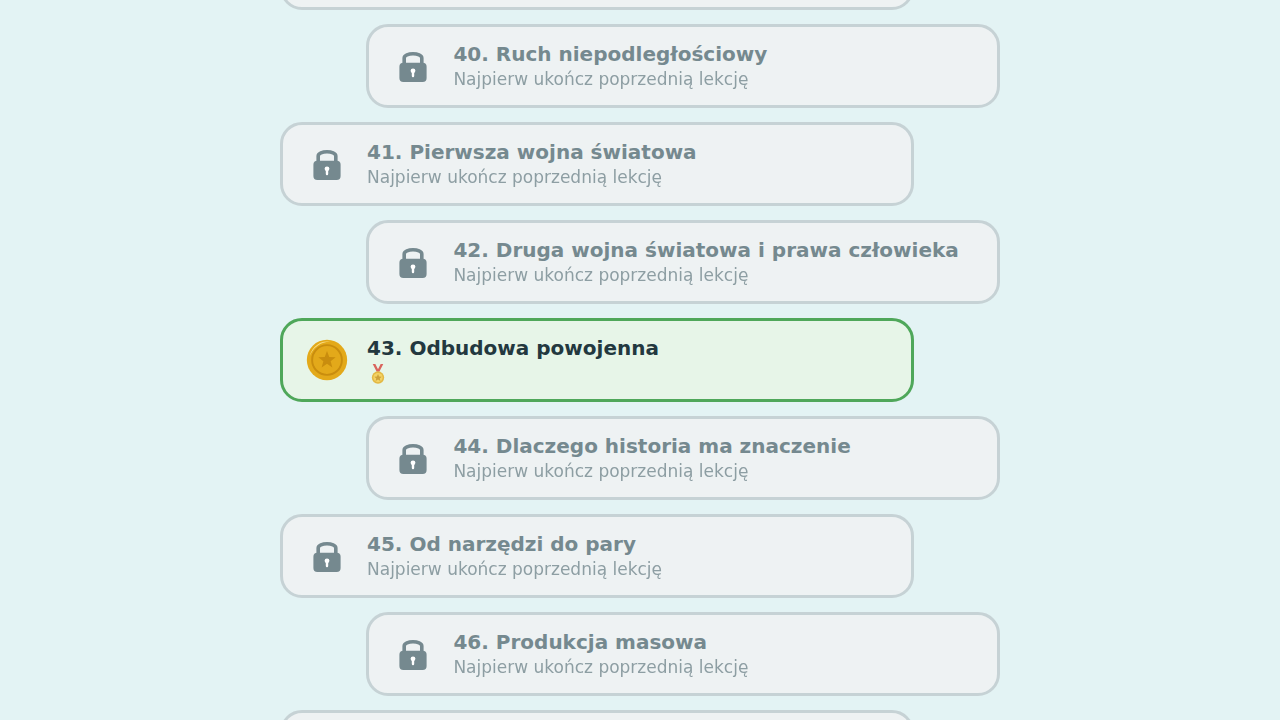 40. Ruch niepodległościowy
Najpierw ukończ poprzednią lekcję
41. Pierwsza wojna światowa
Najpierw ukończ poprzednią lekcję
42. Druga wojna światowa i prawa człowieka
Najpierw ukończ poprzednią lekcję
43. Odbudowa powojenna
44. Dlaczego historia ma znaczenie
Najpierw ukończ poprzednią lekcję
45. Od narzędzi do pary
Najpierw ukończ poprzednią lekcję
46. Produkcja masowa
Najpierw ukończ poprzednią lekcję